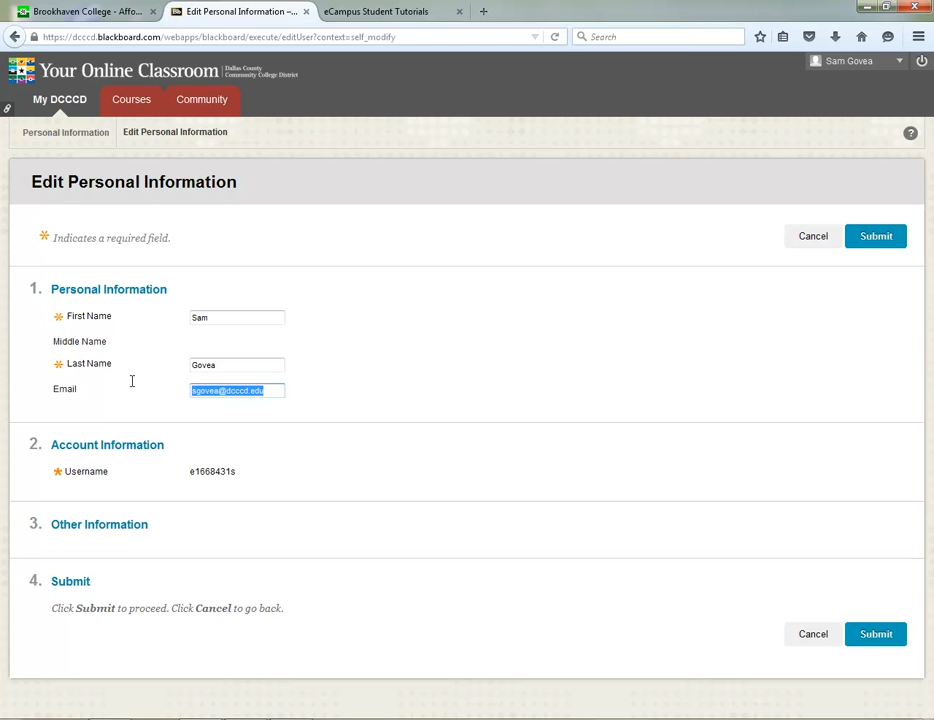 Brookhaven College - Affo...
Edit Personal Information –...
eCampus Student Tutorials
https://dcccd.blackboard.com/webapps/blackboard/execute/editUser?context=self_modify
Search
Your Online Classroom
Dallas County
Community College District
Sam Govea
My DCCCD
Courses
Community
Personal Information
Edit Personal Information
?
Edit Personal Information
* Indicates a required field.
Cancel
Submit
1. Personal Information
* First Name
Sam
Middle Name
* Last Name
Govea
Email
sgovea@dcccd.edu
2. Account Information
* Username
e1668431s
3. Other Information
4. Submit
Click Submit to proceed. Click Cancel to go back.
Cancel
Submit